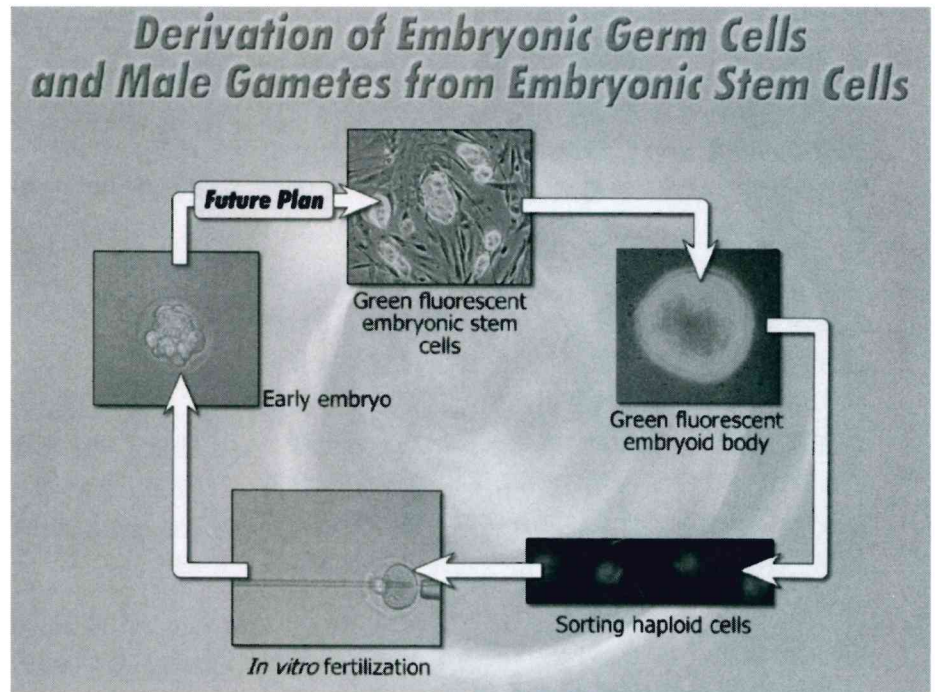 Derivation of Embryonic Germ Cells
and Male Gametes from Embryonic Stem Cells
Future Plan
Green fluorescent
embryonic stem
cells
Early embryo
Green fluorescent
embryoid body
Sorting haploid cells
In vitro fertilization